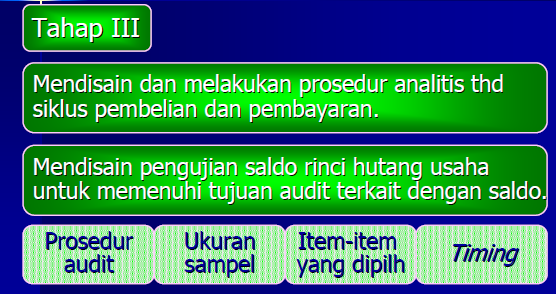 Tahap III
Mendisain dan melakukan prosedur analitis thd
siklus pembelian dan pembayaran.
Mendisain pengujian saldo rinci hutang usaha
untuk memenuhi tujuan audit terkait dengan saldo.
Prosedur
audit
Ukuran
sampel
Item-item
yang dipilh
Timing